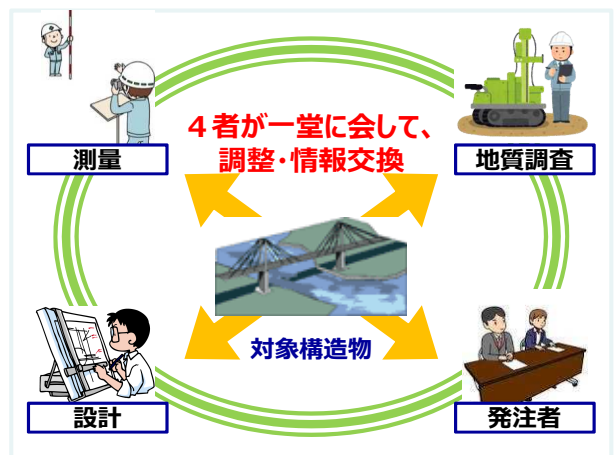 ４者が一堂に会して、
調整・情報交換
測量
地質調査
対象構造物
設計
発注者